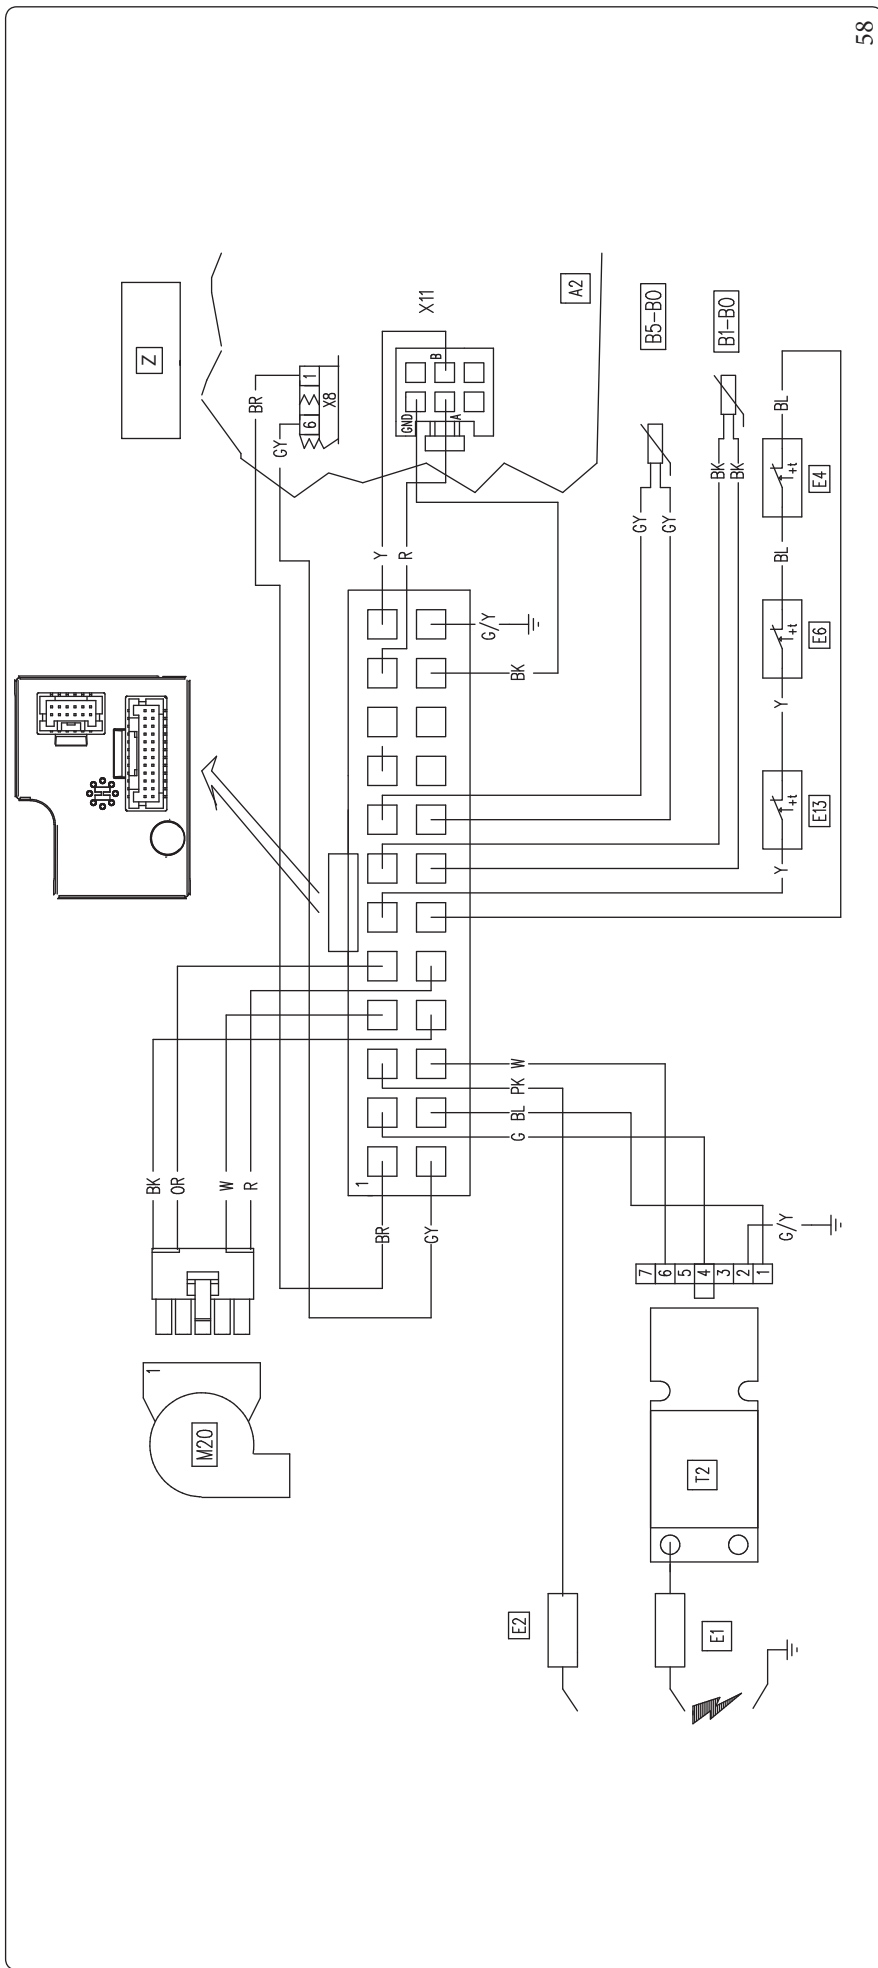 58
Z
BR
1
GY
6
X8
X11
B
GND
A
A2
B5-B0
B1-B0
Y
R
G/Y
BK
GY
GY
BK
BK
BL
E4
+t
BL
E6
+t
Y
E13
+t
Y
BK
OR
W
R
1
BR
GY
W
PK
BL
G
M20
1
7
6
5
4
3
2
1
G/Y
T2
E2
E1